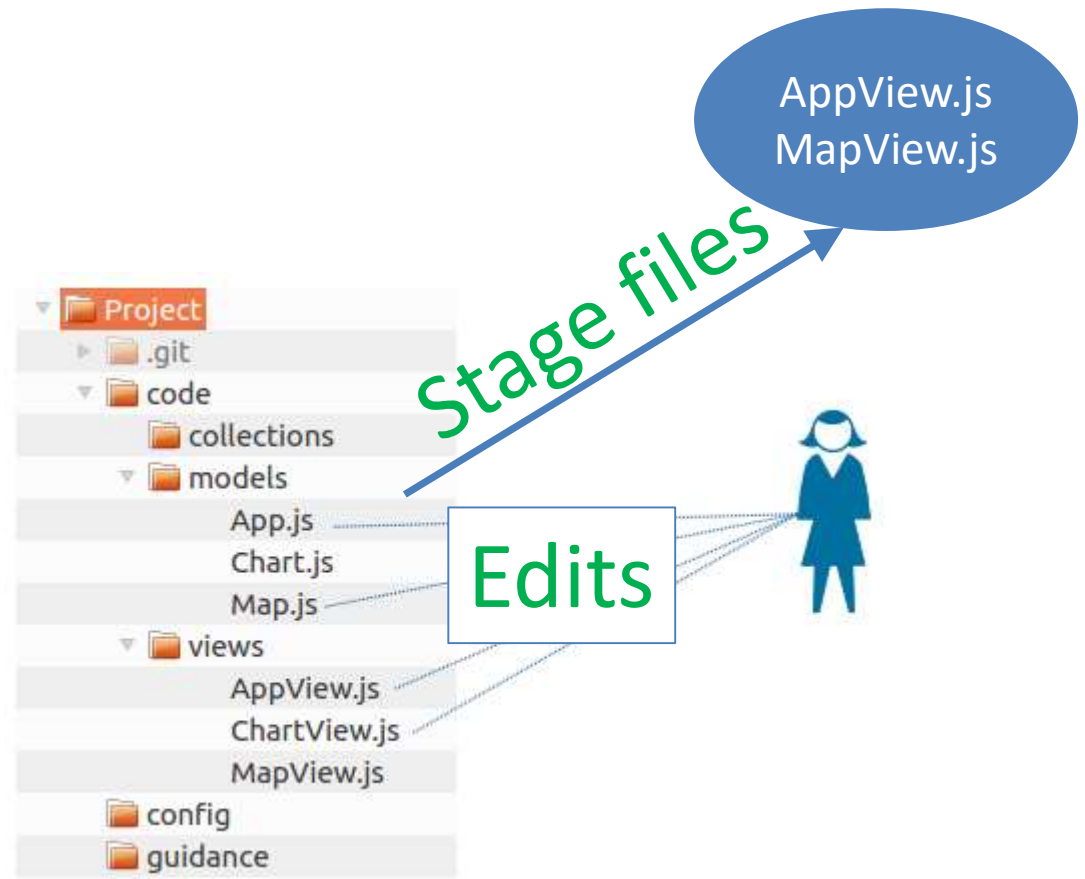 AppView.js
MapView.js
Stage files
Project
.git
code
collections
models
App.js
Chart.js
Map.js
Edits
views
AppView.js
ChartView.js
MapView.js
config
guidance